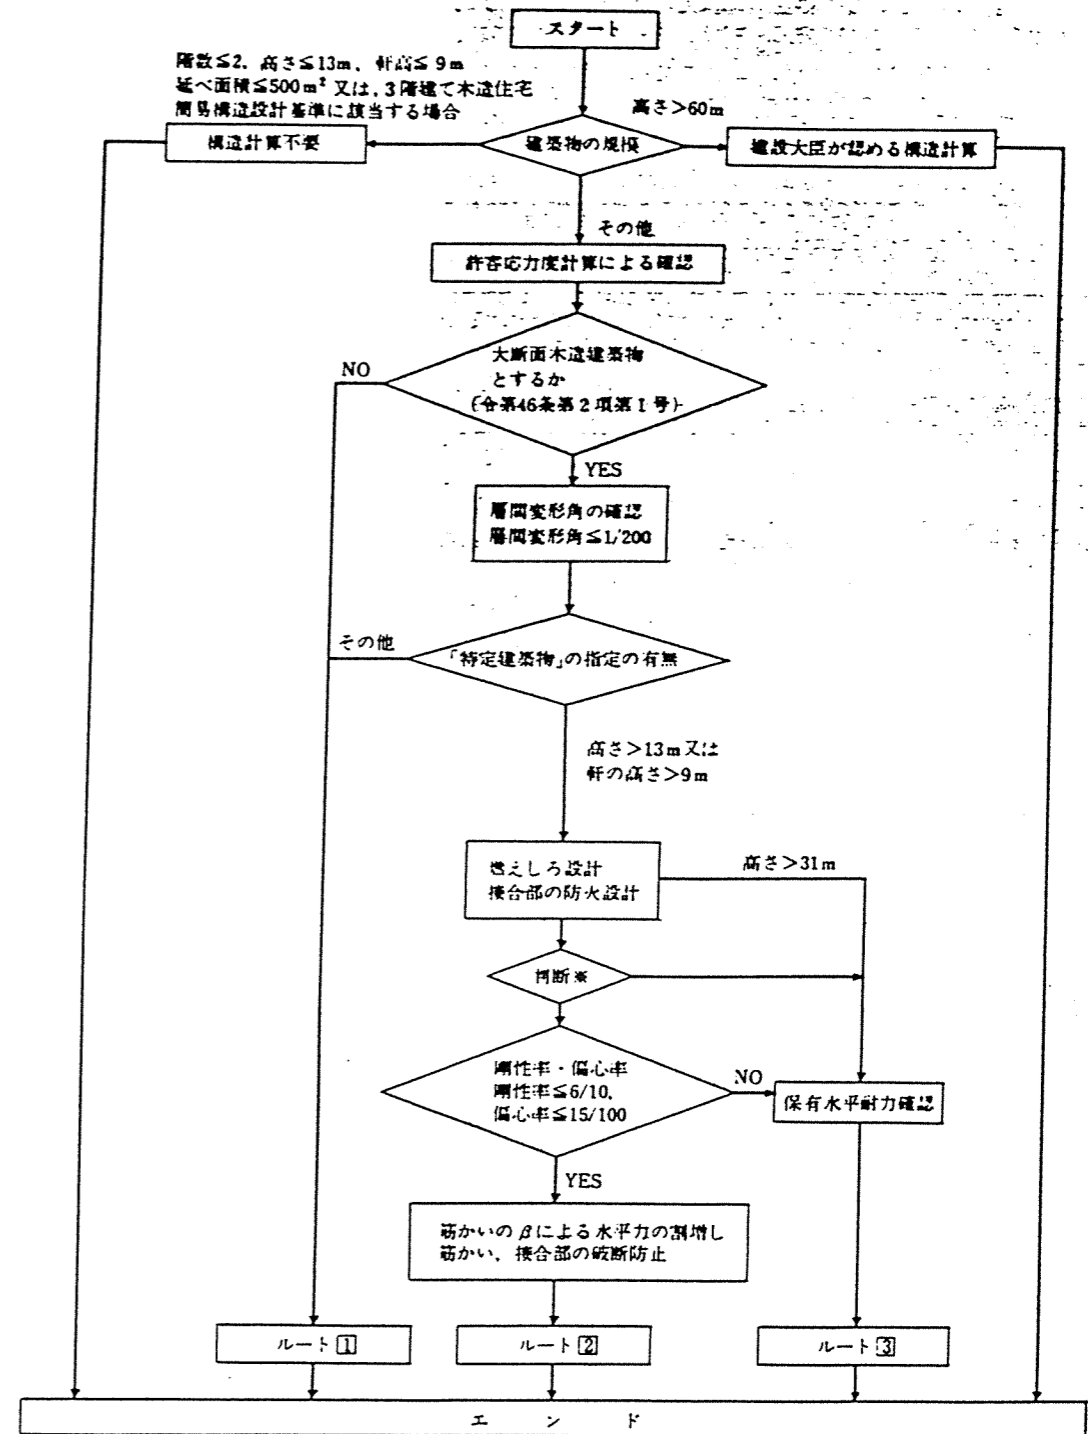 スタート
階数≦2、高さ≦13m、軒高≦9m
延べ面積≦500m² 又は、3階建て木造住宅
簡易構造設計基準に該当する場合
高さ>60m
構造計算不要
建築物の規模
建設大臣が認める構造計算
その他
許容応力度計算による確認
大断面木造建築物
とするか
(令第46条第2項第1号)
NO
YES
層間変形角の確認
層間変形角≦1/200
その他
「特定建築物」の指定の有無
高さ>13m又は
軒の高さ>9m
燃えしろ設計
接合部の防火設計
高さ>31m
判断※
剛性率・偏心率
剛性率≦6/10、
偏心率≦15/100
NO
保有水平耐力確認
YES
筋かいのβによる水平力の割増し
筋かい、接合部の破断防止
ルート1
ルート2
ルート3
エンド